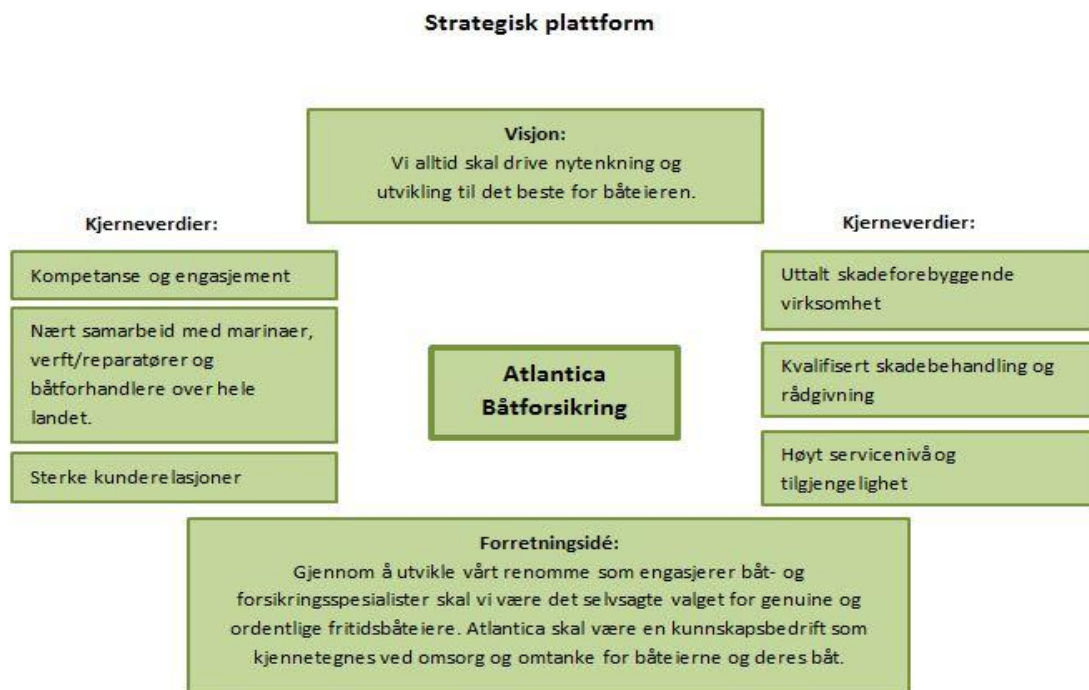 Strategisk plattform
Visjon:
Vi alltid skal drive nytenkning og
utvikling til det beste for båteieren.
Kjerneverdier:
Kompetanse og engasjement
Nært samarbeid med marinaer,
verft/reparatører og
båtforhandlere over hele
landet.
Sterke kunderelasjoner
Atlantica
Båtforsikring
Kjerneverdier:
Uttalt skadeforebyggende
virksomhet
Kvalifisert skadebehandling og
rådgivning
Høyt servicenivå og
tilgjengelighet
Forretningsidé:
Gjennom å utvikle vårt renomme som engasjerer båt- og
forsikringsspesialister skal vi være det selvsagte valget for genuine og
ordentlige fritidsbåteiere. Atlantica skal være en kunnskapsbedrift som
kjennetegnes ved omsorg og omtanke for båteierne og deres båt.